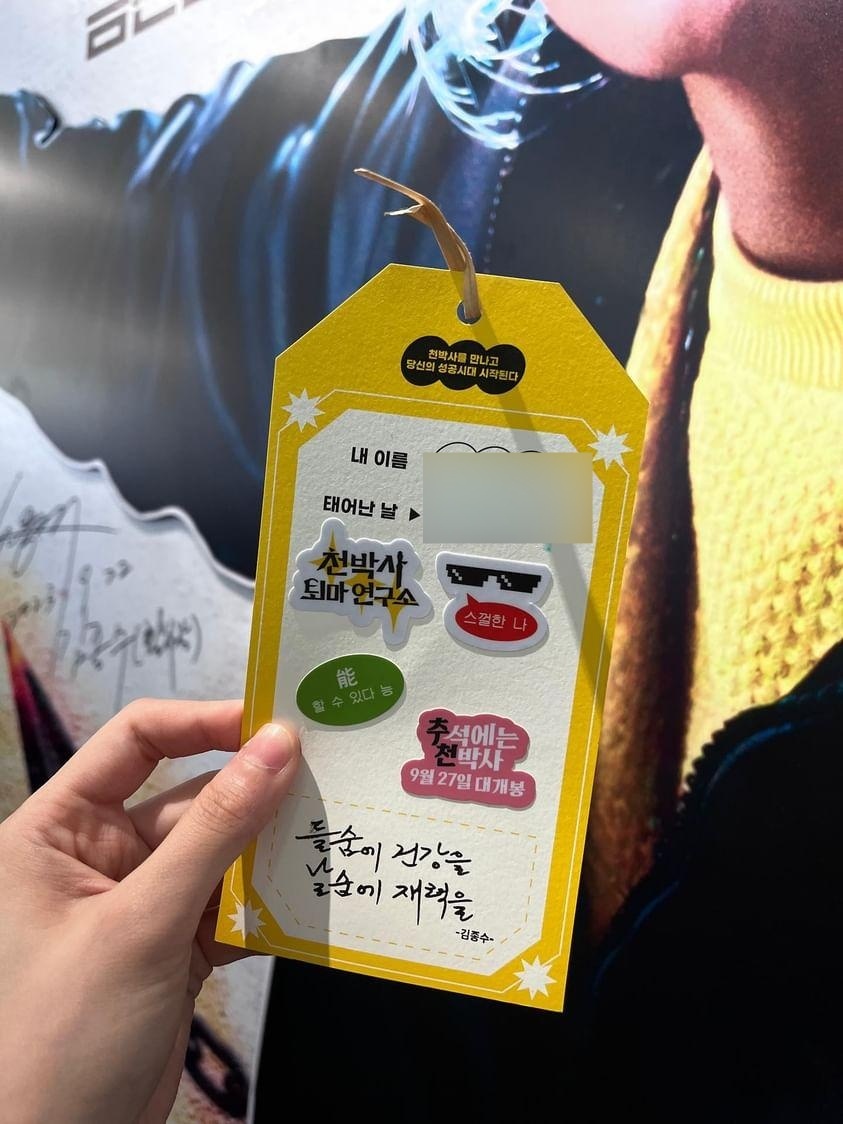 천박사를 만나고
당신의 성공시대 시작된다
내 이름
태어난 날 ▶
천박사
퇴마 연구소
스껄한 나
能
할 수 있다 능
추석에는
천박사
9월 27일 대개봉
들숨에 건강을
날숨에 재력을
-김종수-